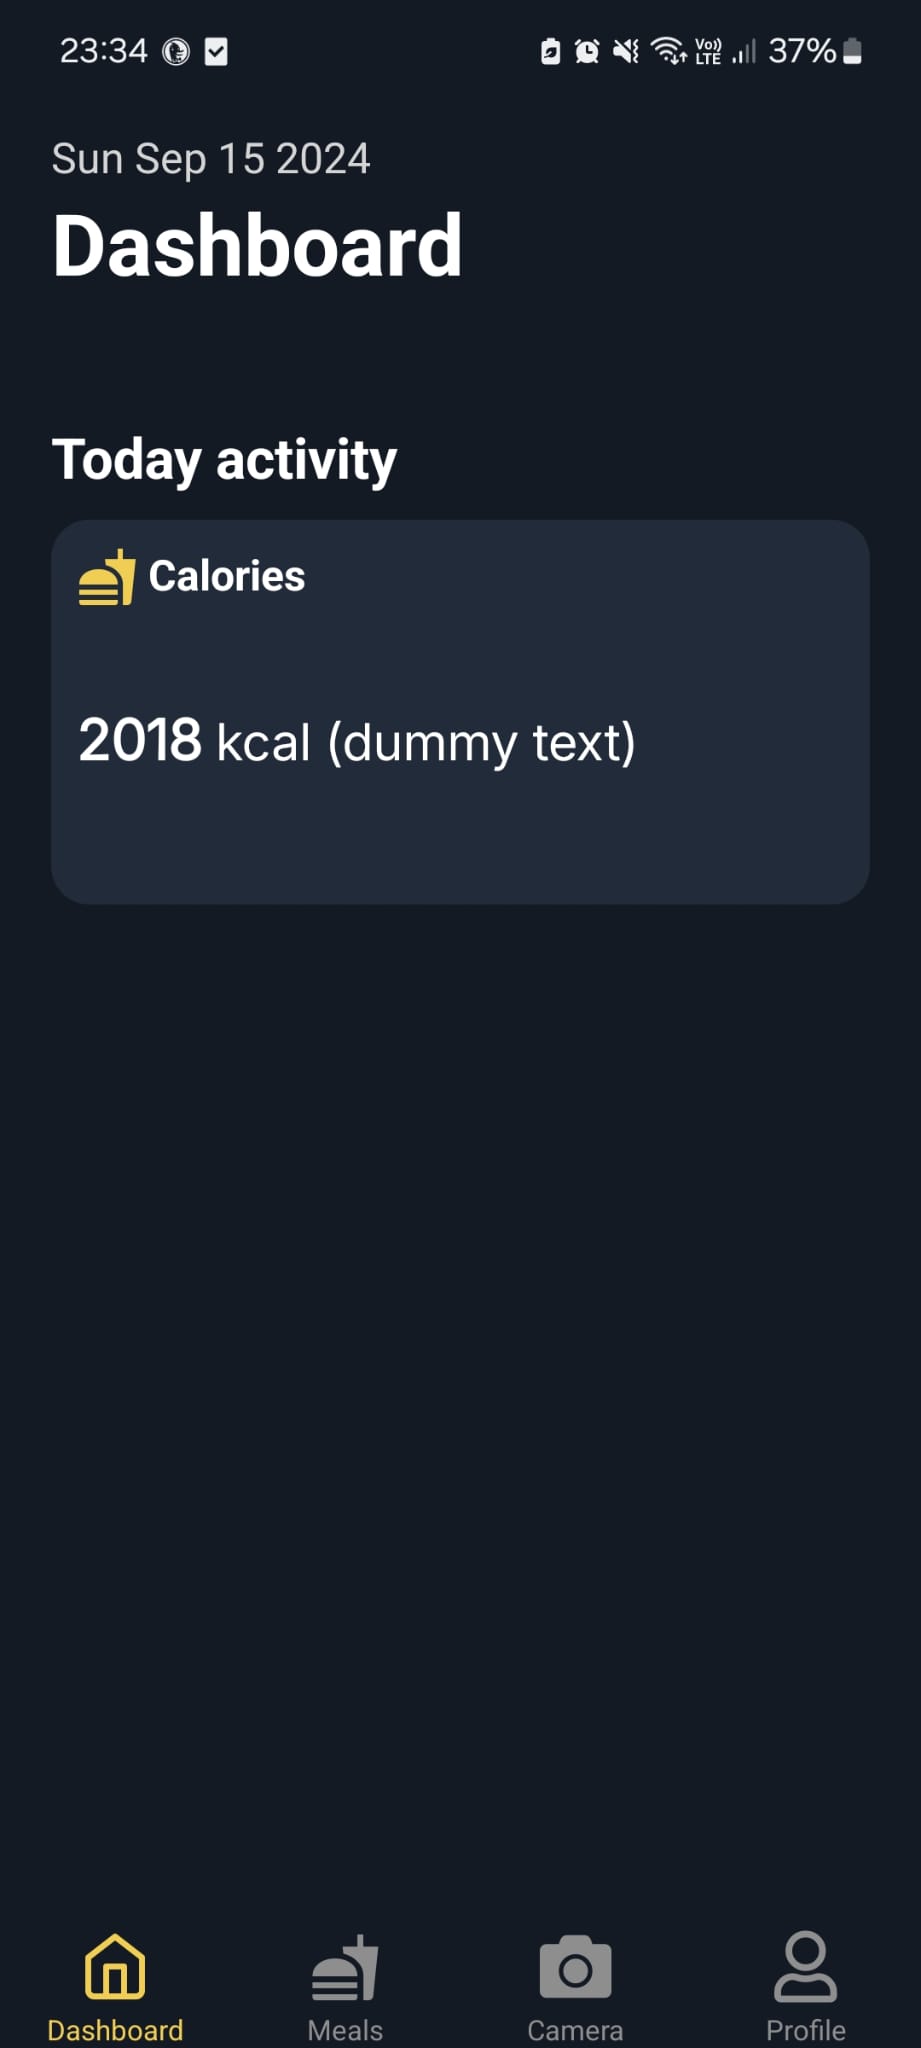 23:34
Vo)) LTE 37%
Sun Sep 15 2024
Dashboard
Today activity
Calories
2018 kcal (dummy text)
Dashboard Meals Camera Profile